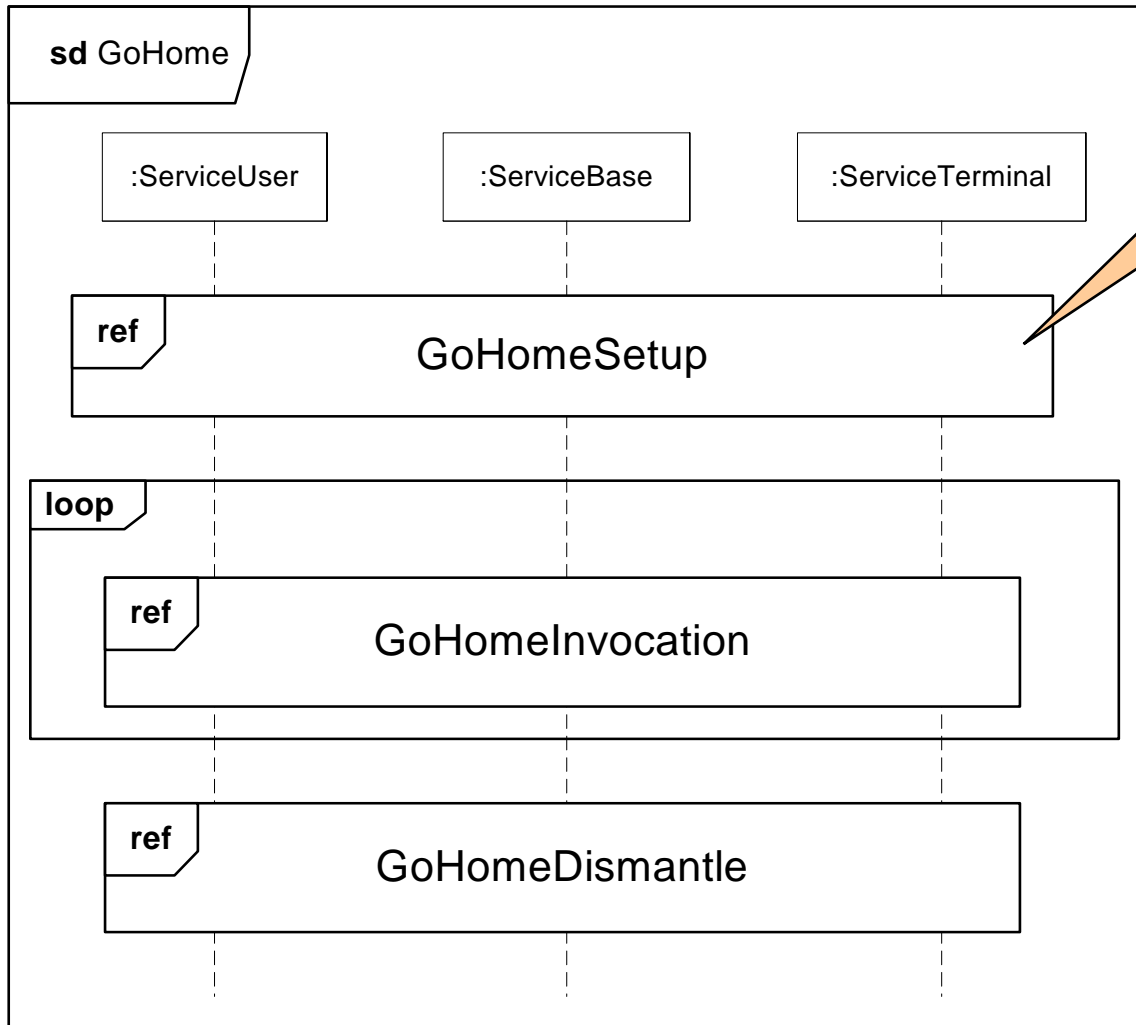 sd GoHome
:ServiceUser
:ServiceBase
:ServiceTerminal
ref
GoHomeSetup
loop
ref
GoHomeInvocation
ref
GoHomeDismantle